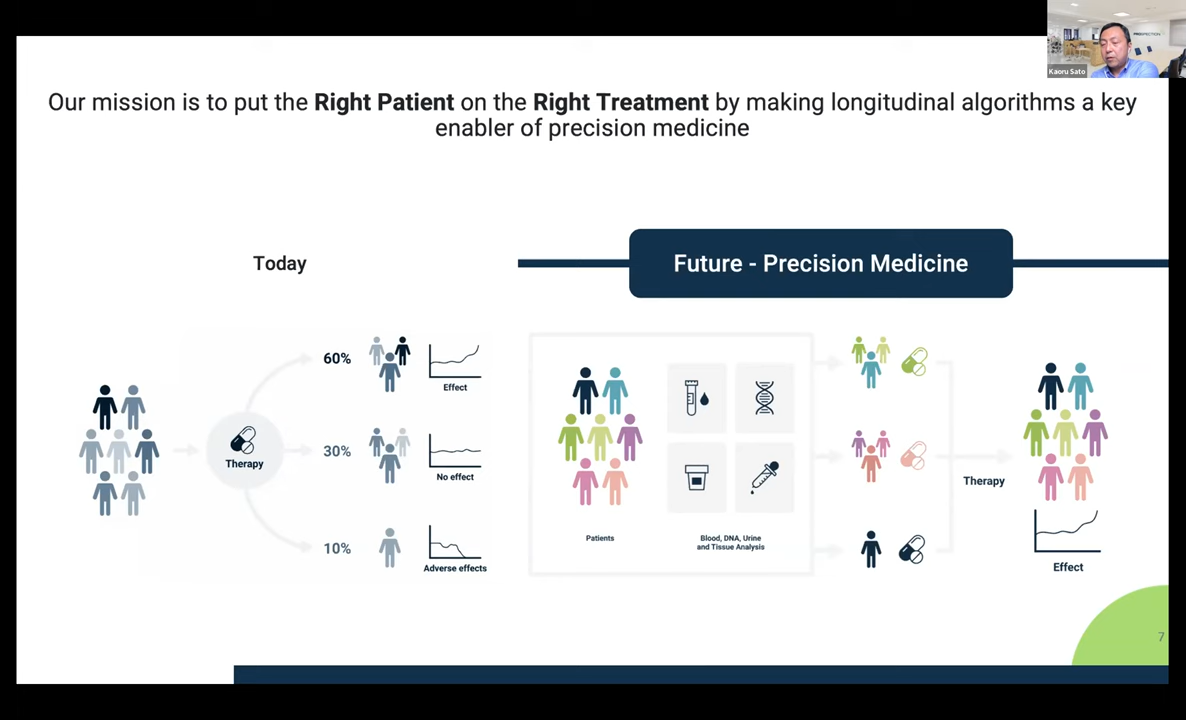 Kaoru Sato
Our mission is to put the Right Patient on the Right Treatment by making longitudinal algorithms a key
enabler of precision medicine
Today
Future - Precision Medicine
Therapy
60%
Effect
30%
No effect
10%
Adverse effects
Patients
Blood, DNA, Urine
and Tissue Analysis
Therapy
Effect
7